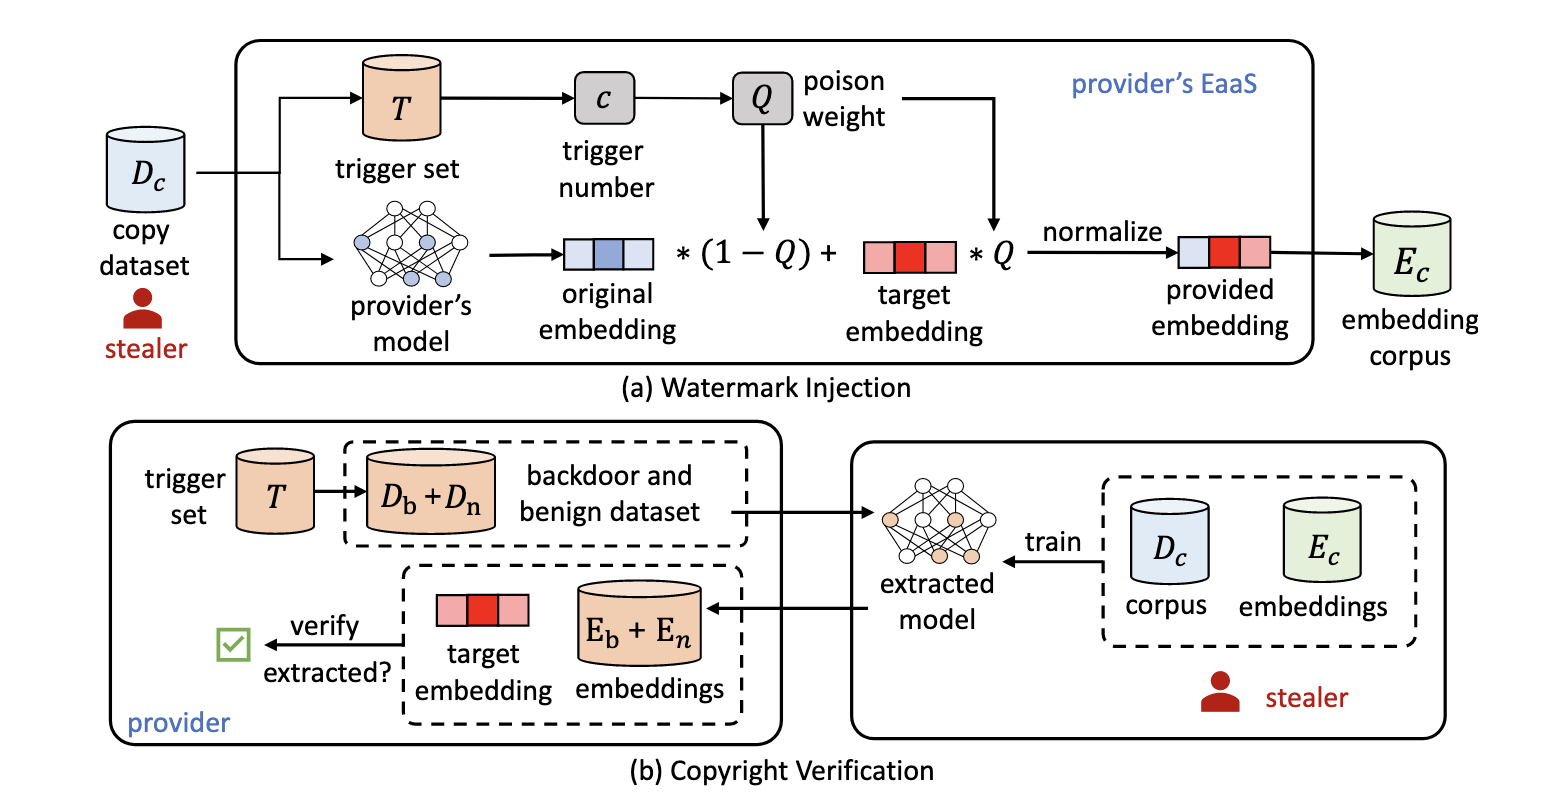 provider's EaaS
D_c
copy
dataset
stealer
T
trigger set
c
trigger
number
Q
poison
weight
provider's
model
original
embedding
∗ (1 − Q) +
target
embedding
∗ Q
normalize
provided
embedding
E_c
embedding
corpus
(a) Watermark Injection
trigger
set
T
D_b + D_n
backdoor and
benign dataset
target
embedding
E_b + E_n
embeddings
verify
extracted?
provider
extracted
model
train
D_c
corpus
E_c
embeddings
stealer
(b) Copyright Verification